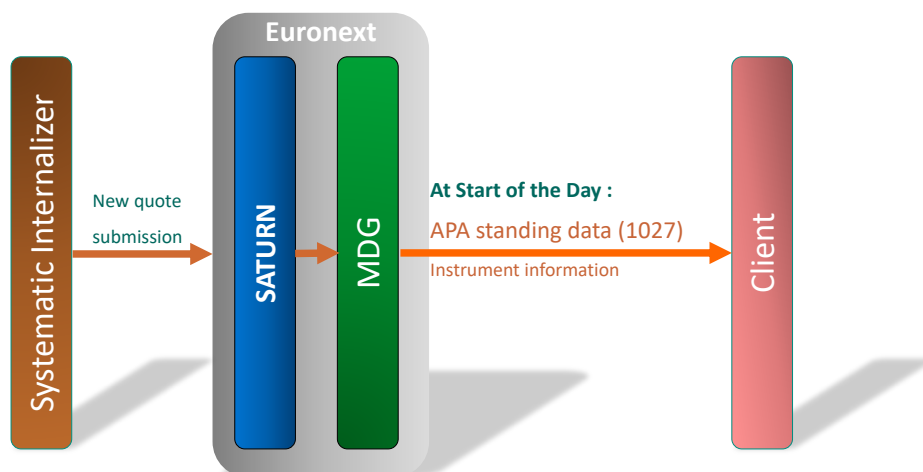 Euronext
Systematic Internalizer
New quote
submission
SATURN
MDG
At Start of the Day :
APA standing data (1027)
Instrument information
Client